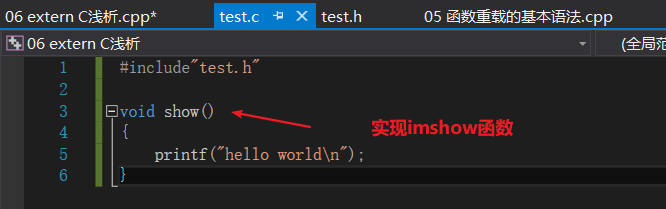 06 extern C浅析.cpp* test.c test.h 05 函数重载的基本语法.cpp
06 extern C浅析 (全局范
1 #include"test.h"
2
3 void show() 实现imshow函数
4 {
5 printf("hello world\n");
6 }